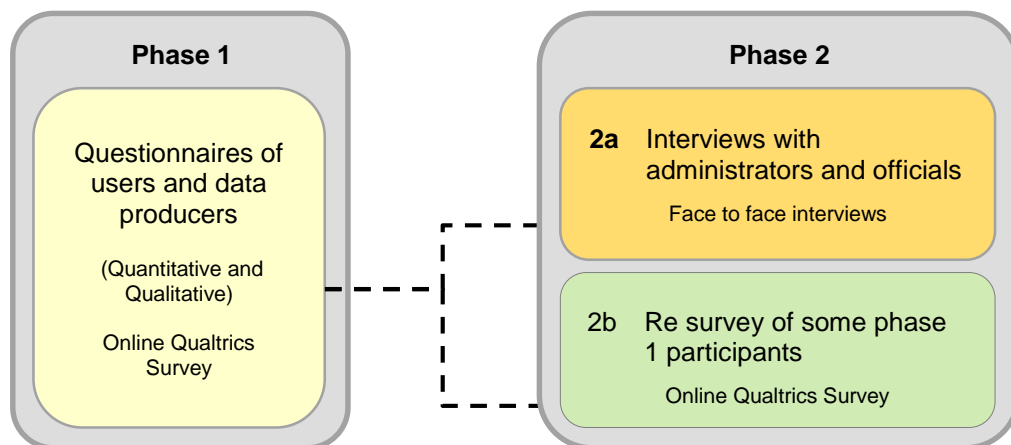 Phase 1
Questionnaires of
users and data
producers
(Quantitative and
Qualitative)
Online Qualtrics
Survey
Phase 2
2a Interviews with
administrators and officials
Face to face interviews
2b Re survey of some phase
1 participants
Online Qualtrics Survey